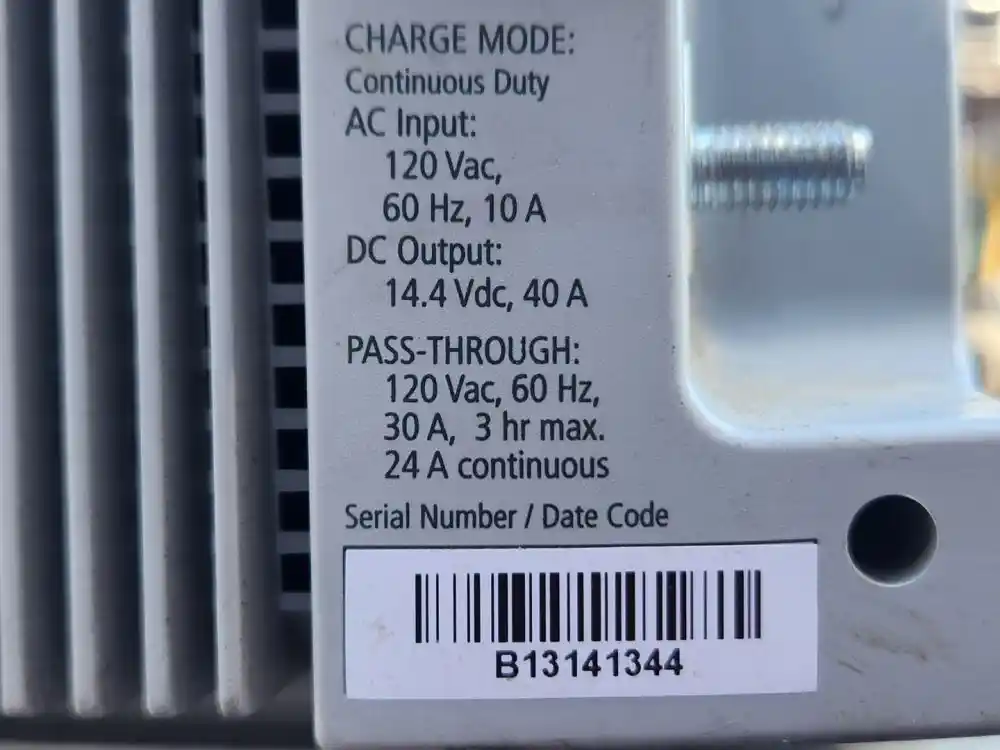 CHARGE MODE:
Continuous Duty
AC Input:
120 Vac,
60 Hz, 10 A
DC Output:
14.4 Vdc, 40 A
PASS-THROUGH:
120 Vac, 60 Hz,
30 A, 3 hr max.
24 A continuous
Serial Number / Date Code
B13141344